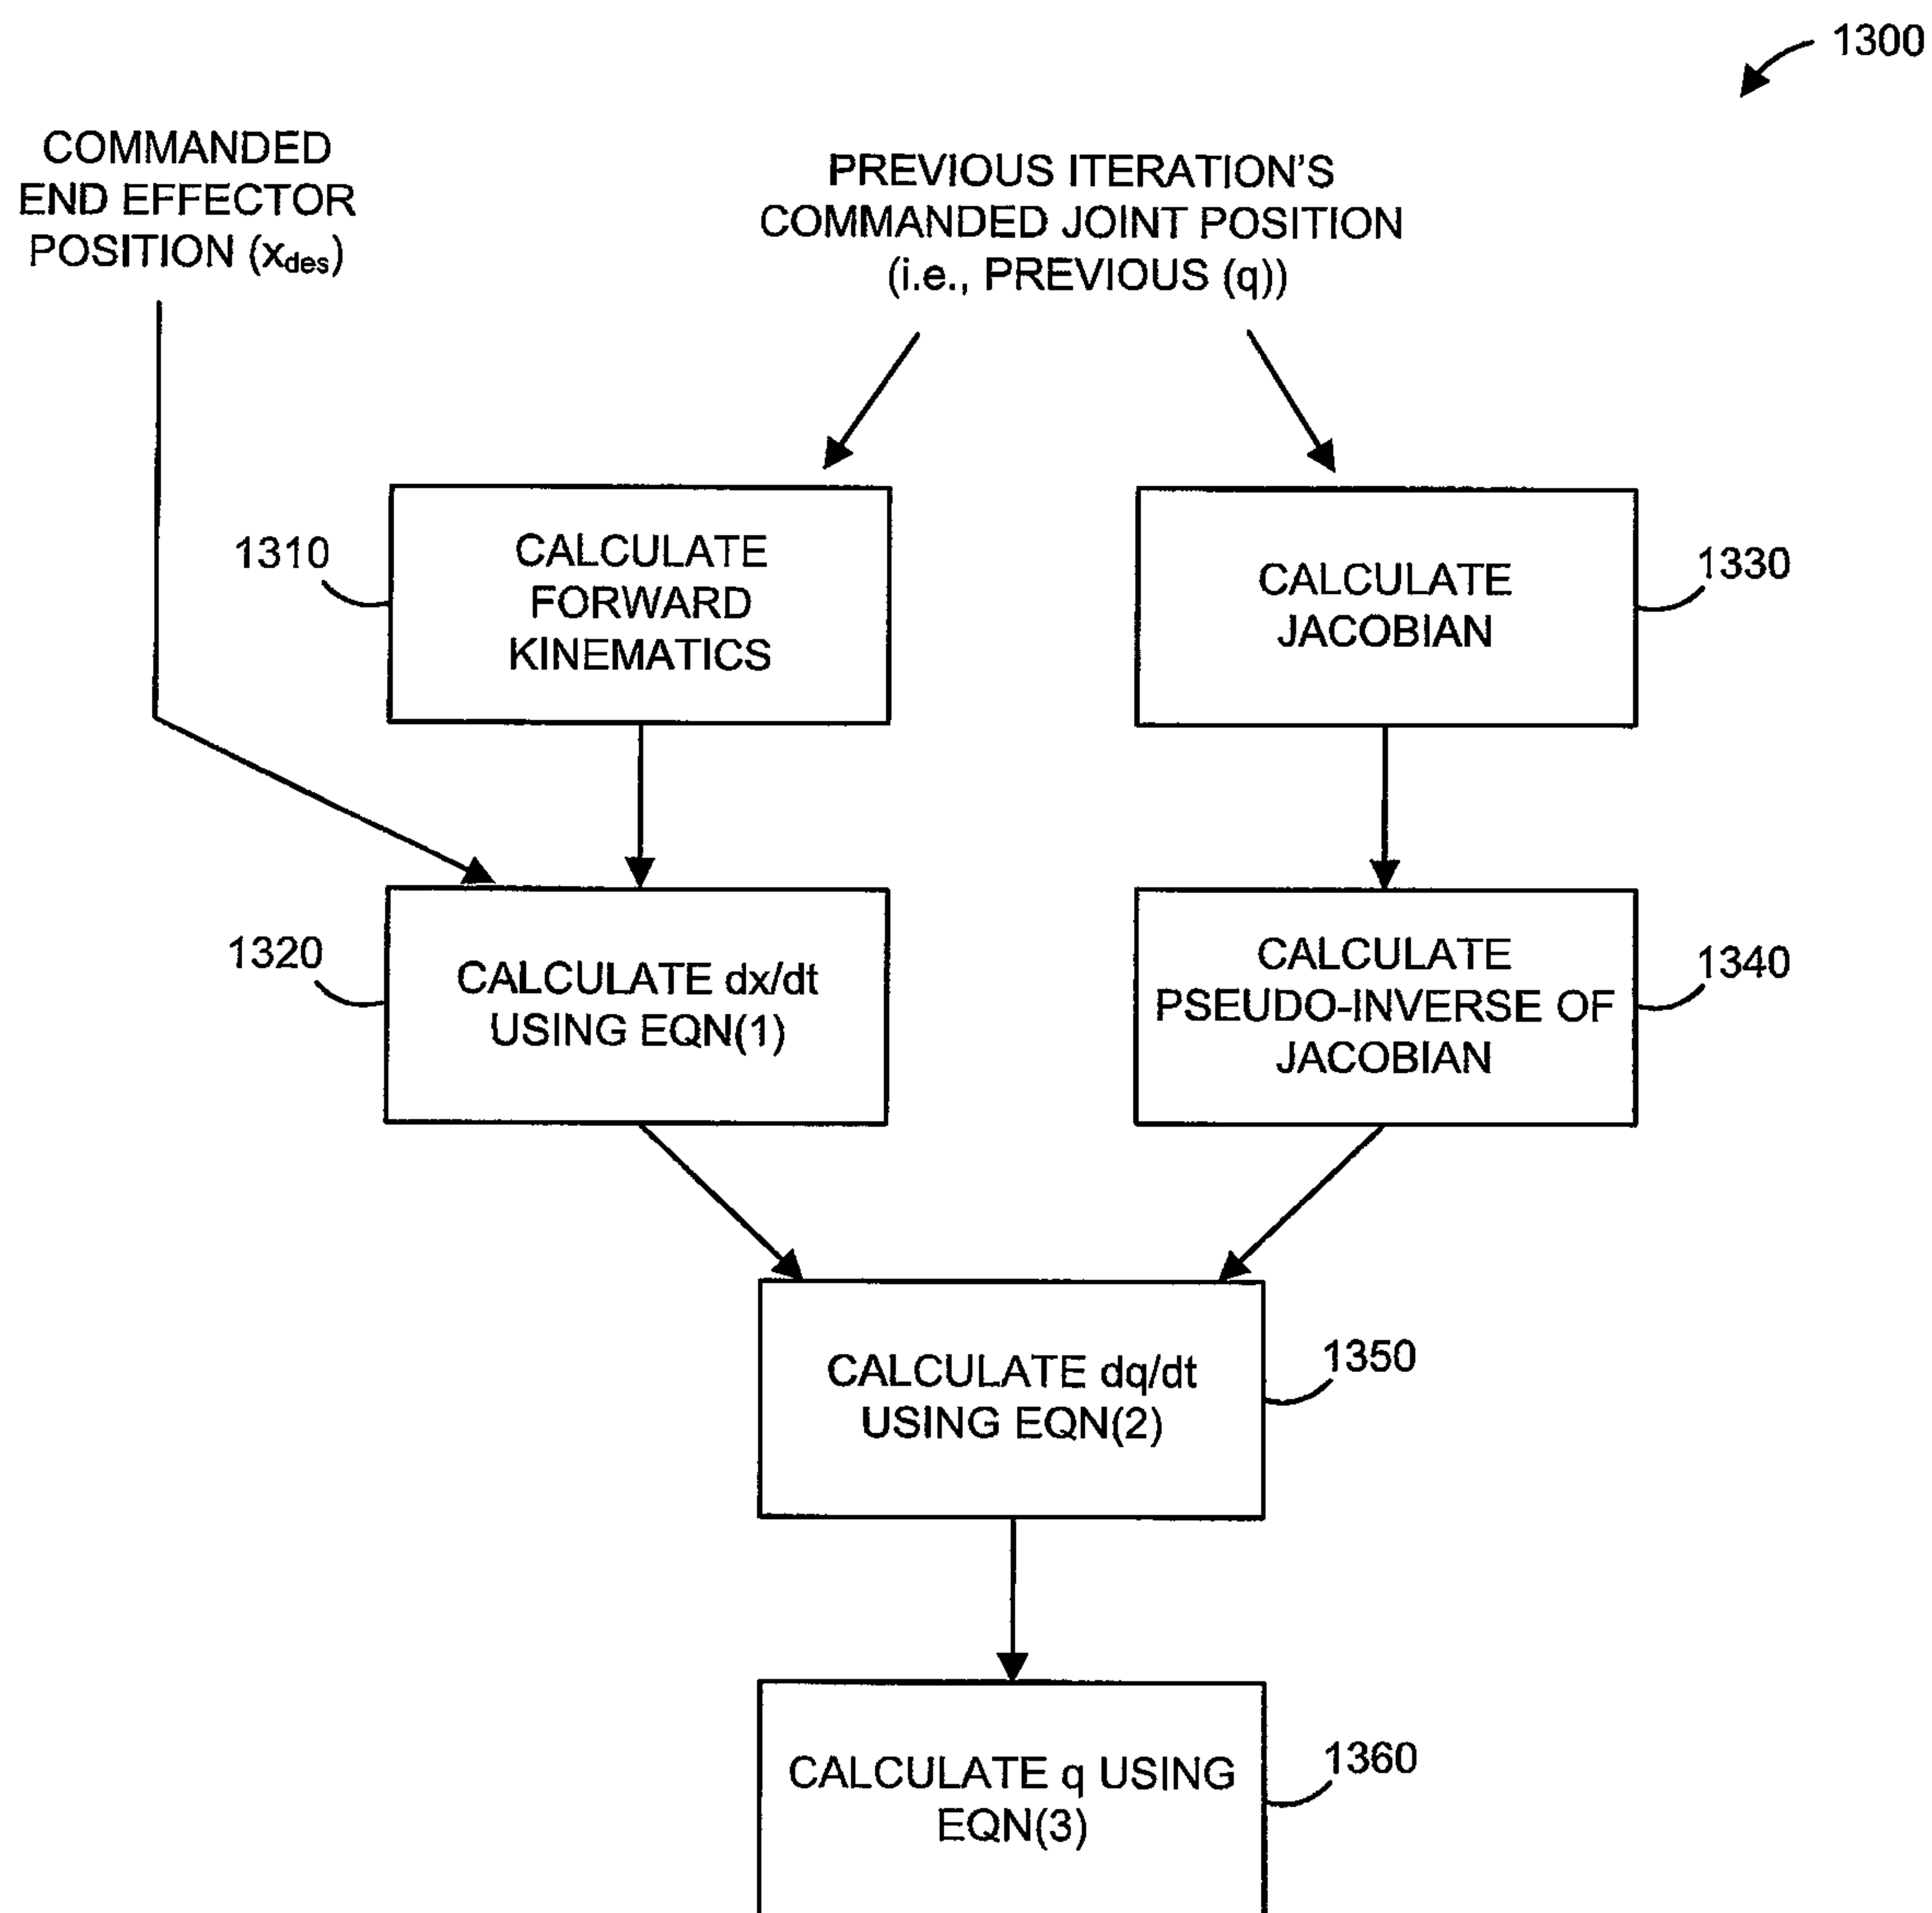 1300
COMMANDED
END EFFECTOR
POSITION (xdes)
PREVIOUS ITERATION'S
COMMANDED JOINT POSITION
(i.e., PREVIOUS (q))
1310
CALCULATE
FORWARD
KINEMATICS
CALCULATE
JACOBIAN
1330
1320
CALCULATE dx/dt
USING EQN(1)
CALCULATE
PSEUDO-INVERSE OF
JACOBIAN
1340
CALCULATE dq/dt
USING EQN(2)
1350
CALCULATE q USING
EQN(3)
1360